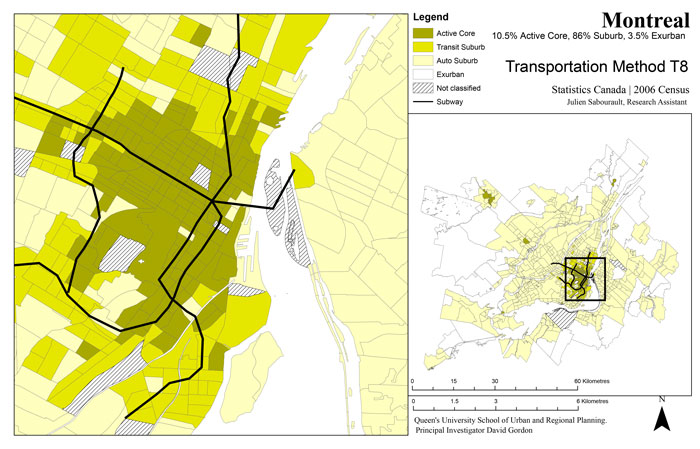 Legend
Active Core
Transit Suburb
Auto Suburb
Exurban
Not classified
Subway
Montreal
10.5% Active Core, 86% Suburb, 3.5% Exurban
Transportation Method T8
Statistics Canada | 2006 Census
Julien Sabourault, Research Assistant
0 15 30 60 Kilometres
0 1.5 3 6 Kilometres
Queen's University School of Urban and Regional Planning.
Principal Investigator David Gordon
N